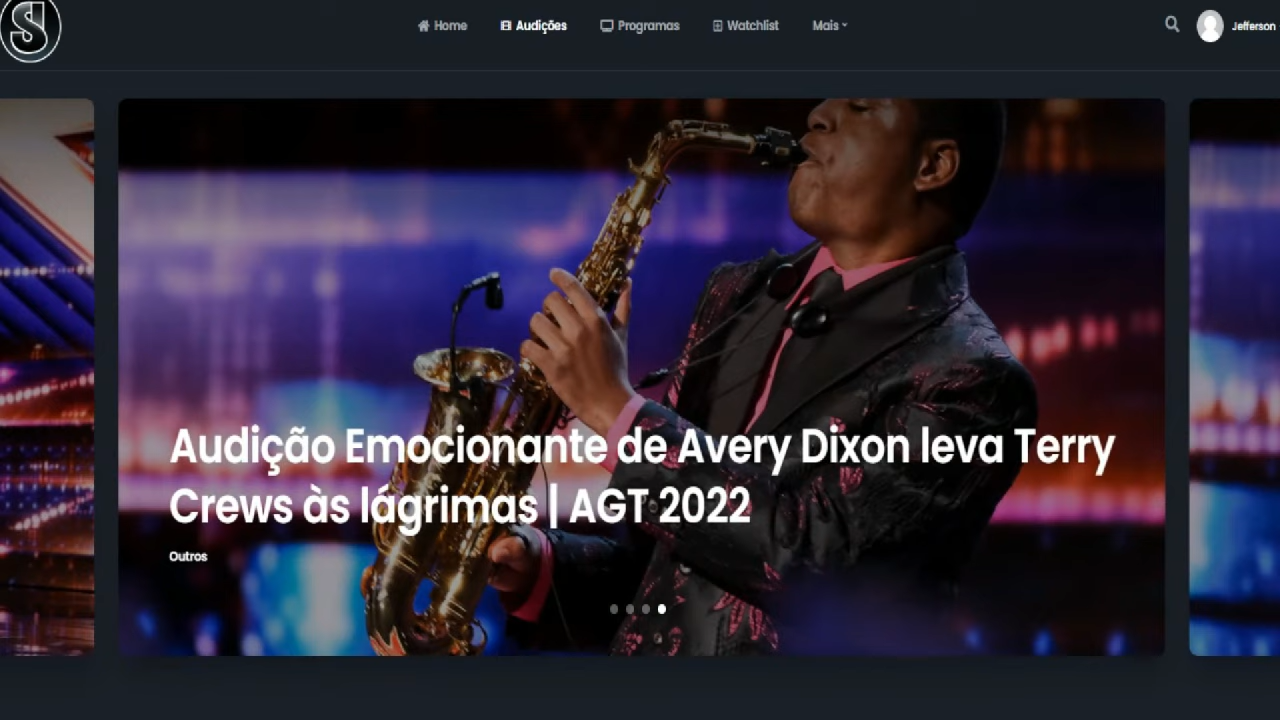 SJ
Home Audições Programas Watchlist Mais Jefferson
Audição Emocionante de Avery Dixon leva Terry
Crews às lágrimas | AGT 2022
Outros